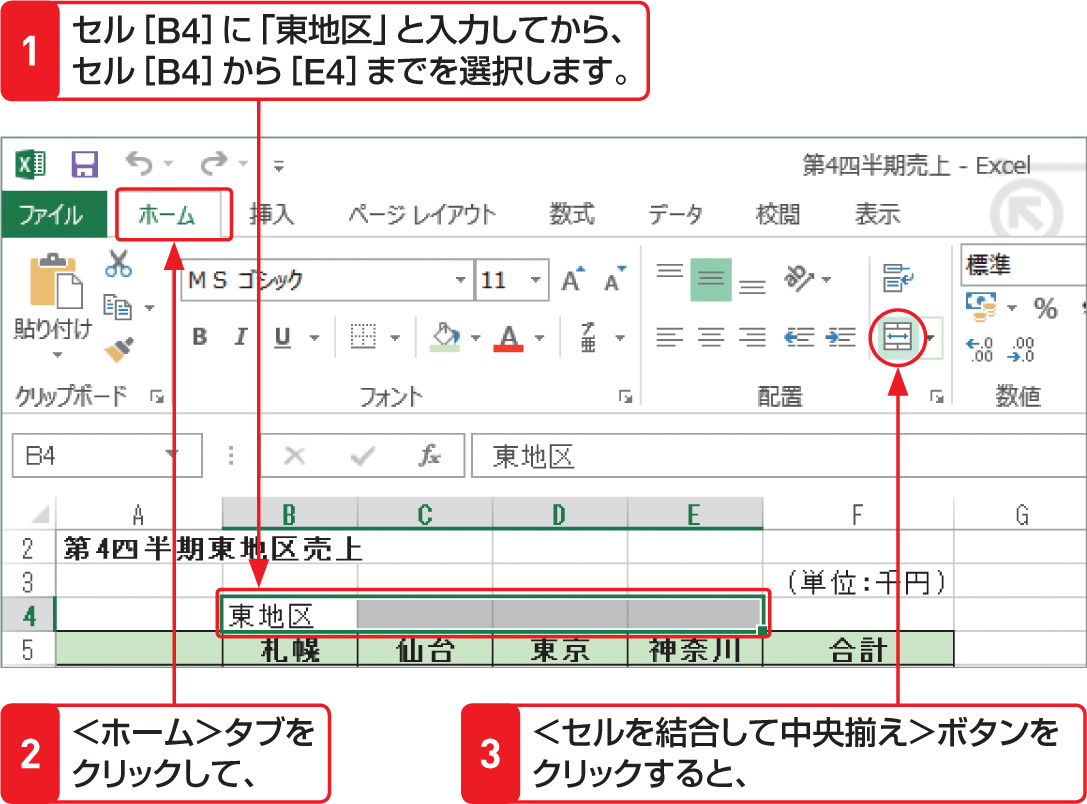 1
セル［B4］に「東地区」と入力してから、
セル［B4］から［E4］までを選択します。
第4四半期売上 - Excel
ファイル ホーム 挿入 ページ レイアウト 数式 データ 校閲 表示
ＭＳ ゴシック 11 標準
貼り付け B I U A ア亜 %
クリップボード フォント 配置 数値
B4 fx 東地区
A B C D E F G
2 第4四半期東地区売上
3 （単位：千円）
4 東地区
5 札幌 仙台 東京 神奈川 合計
2
＜ホーム＞タブを
クリックして、
3
＜セルを結合して中央揃え＞ボタンを
クリックすると、